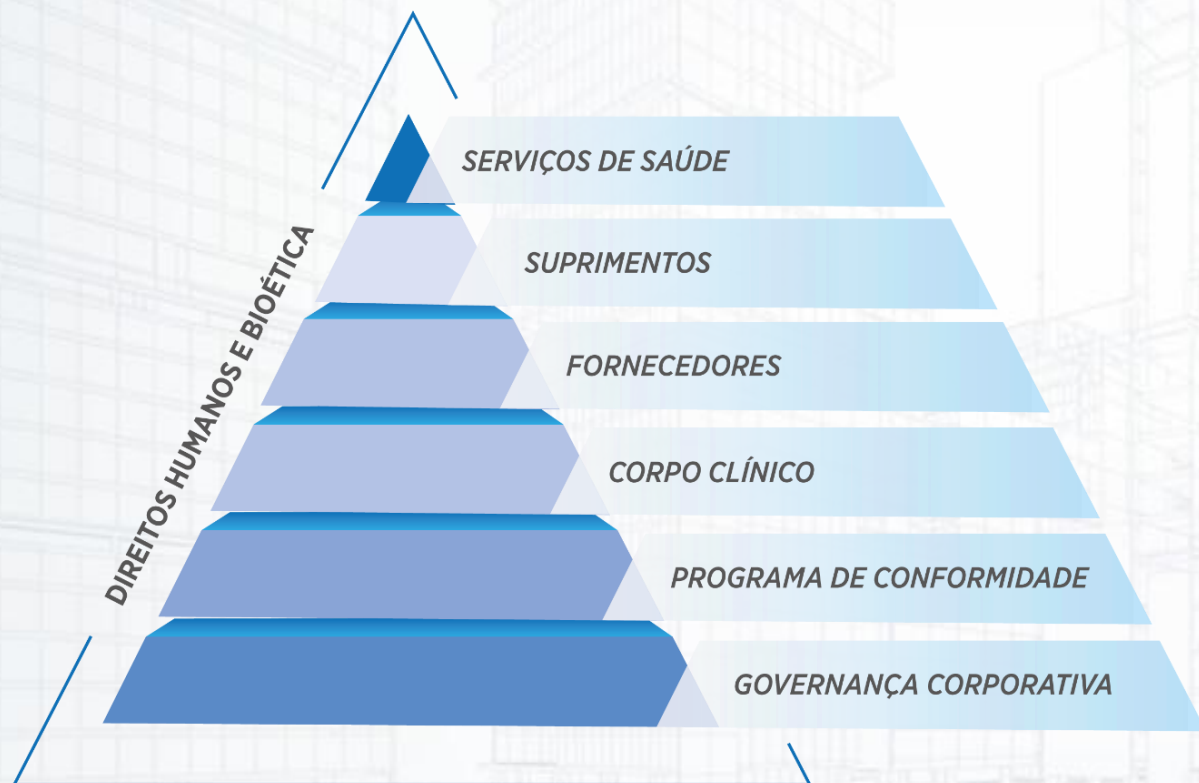 SERVIÇOS DE SAÚDE
SUPRIMENTOS
FORNECEDORES
CORPO CLÍNICO
PROGRAMA DE CONFORMIDADE
GOVERNANÇA CORPORATIVA
DIREITOS HUMANOS E BIOÉTICA